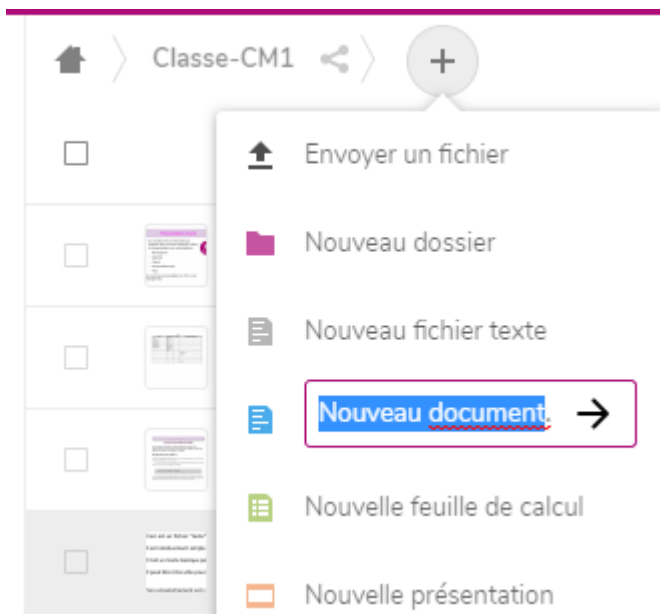 Classe-CM1
Envoyer un fichier
Nouveau dossier
Nouveau fichier texte
Nouveau document.
Nouvelle feuille de calcul
Nouvelle présentation